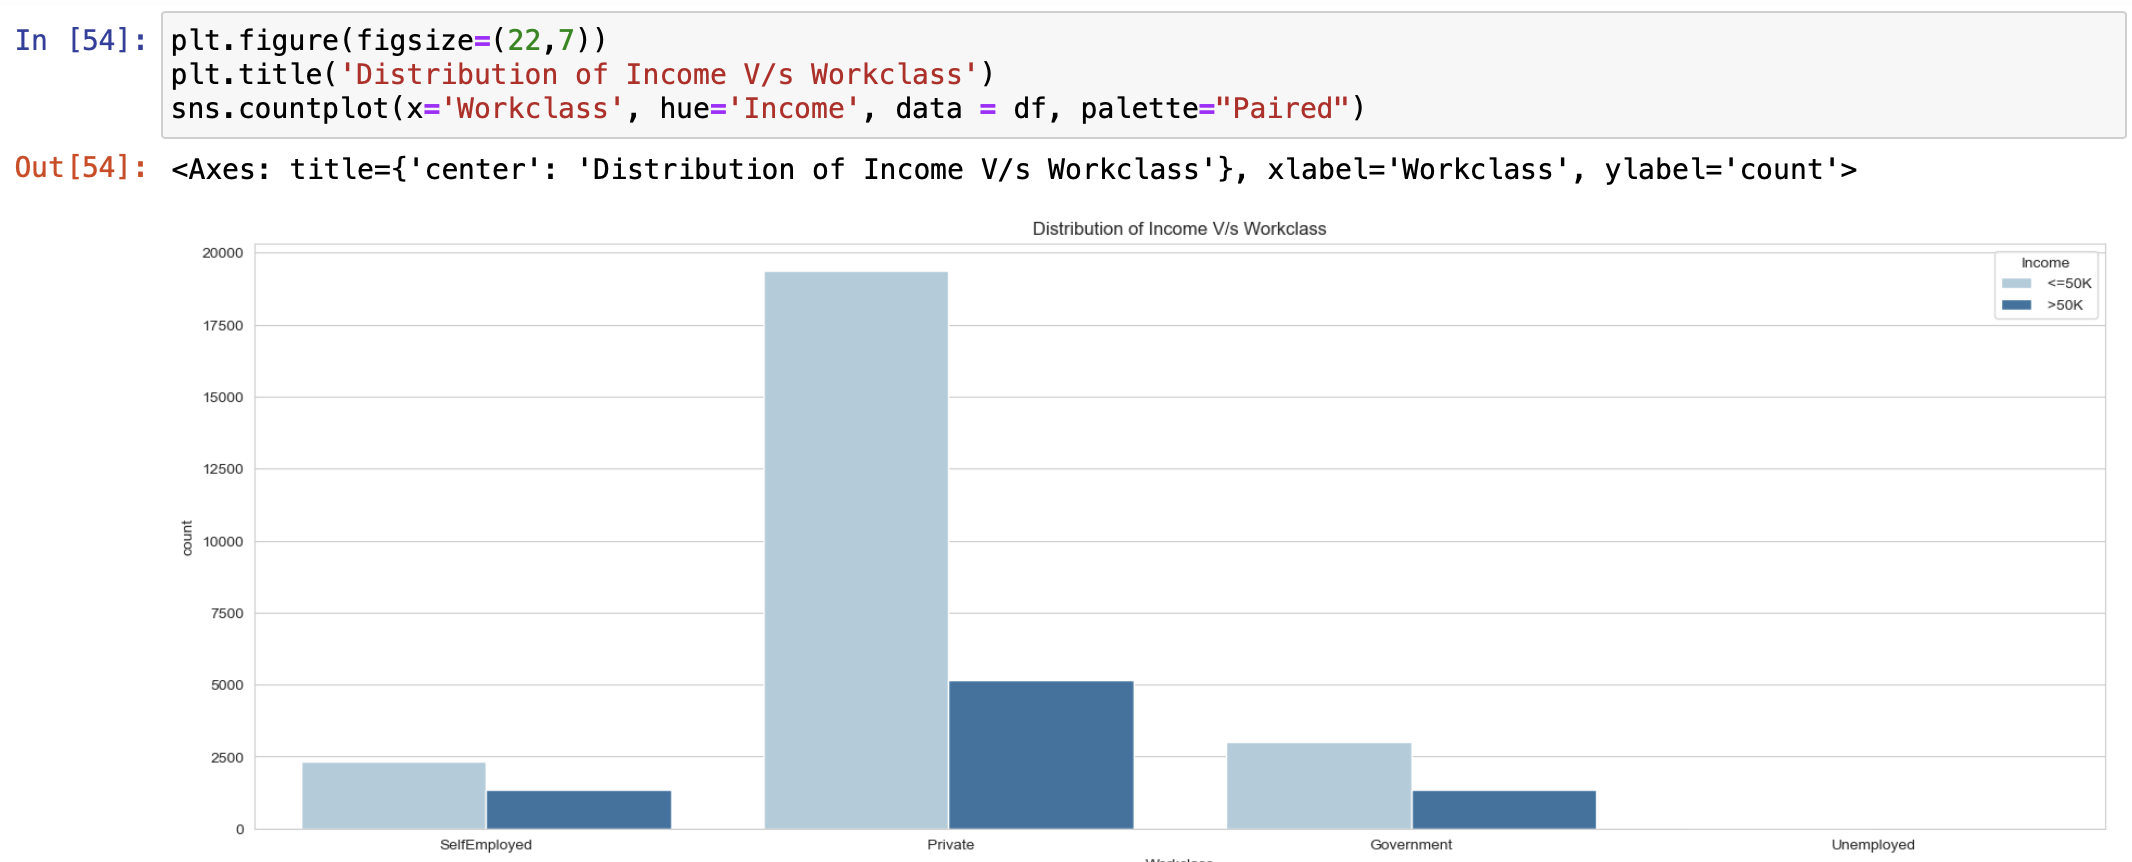 In [54]: plt.figure(figsize=(22,7))
plt.title('Distribution of Income V/s Workclass')
sns.countplot(x='Workclass', hue='Income', data = df, palette="Paired")
Out[54]: <Axes: title={'center': 'Distribution of Income V/s Workclass'}, xlabel='Workclass', ylabel='count'>
Distribution of Income V/s Workclass
Income
<=50K
>50K
20000
17500
15000
12500
10000
7500
5000
2500
0
count
SelfEmployed Private Government Unemployed